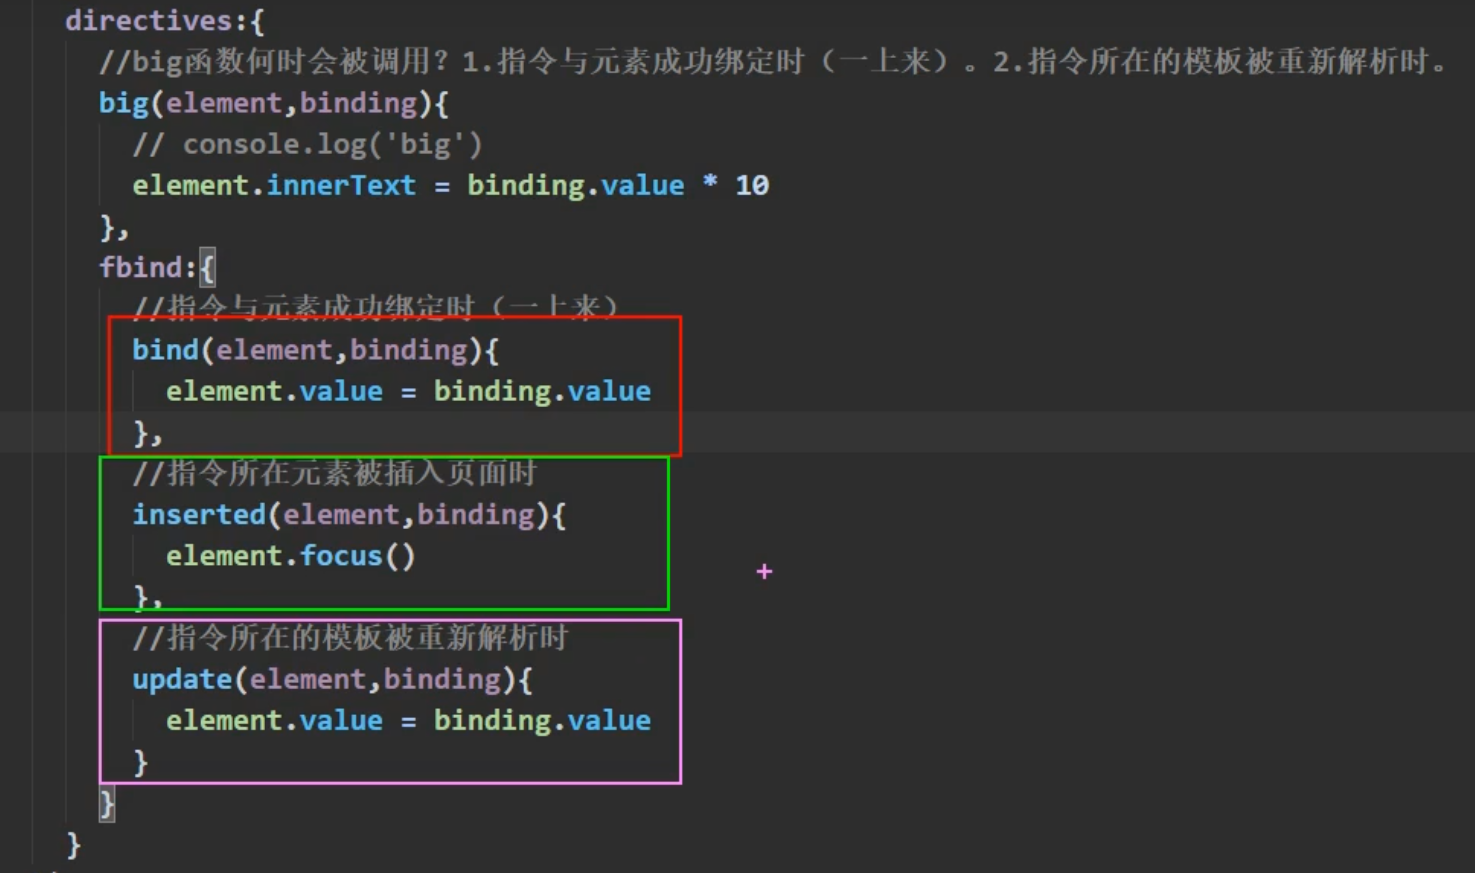 directives:{
//big函数何时会被调用？1.指令与元素成功绑定时（一上来）。2.指令所在的模板被重新解析时。
big(element,binding){
// console.log('big')
element.innerText = binding.value * 10
},
fbind:{
//指令与元素成功绑定时（一上来）
bind(element,binding){
element.value = binding.value
},
//指令所在元素被插入页面时
inserted(element,binding){
element.focus()
},
//指令所在的模板被重新解析时
update(element,binding){
element.value = binding.value
}
}
}